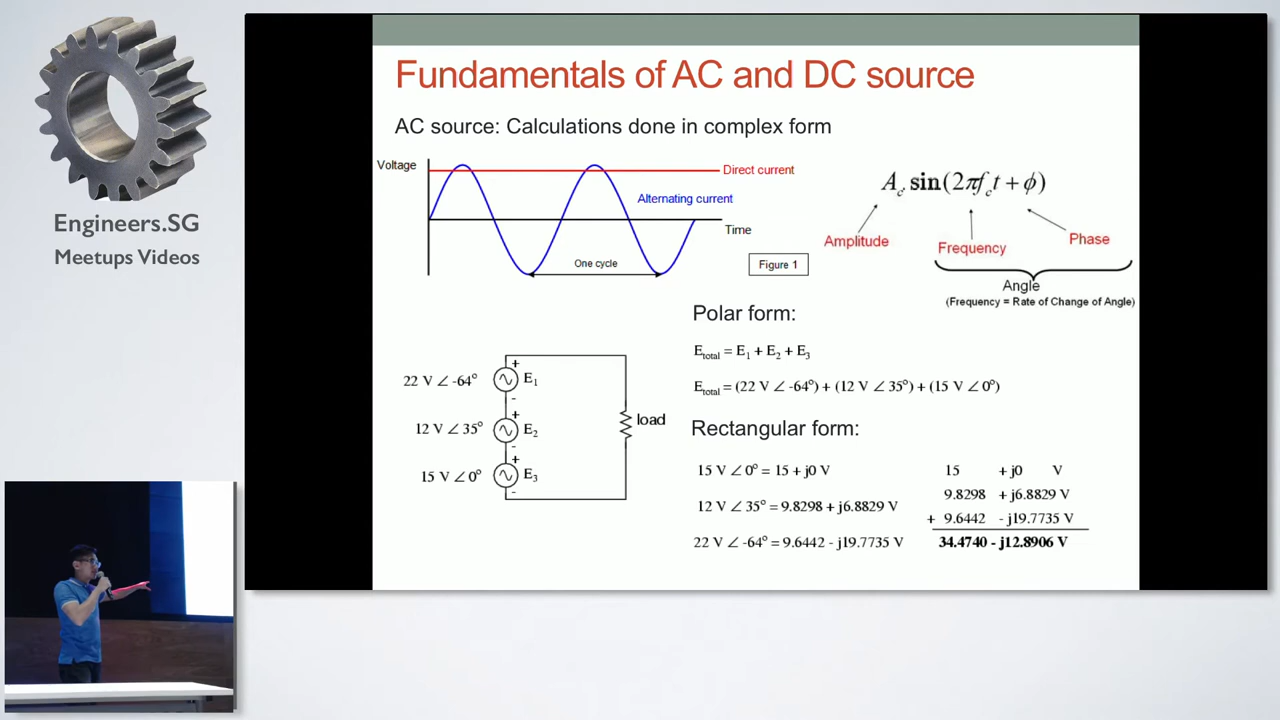 Engineers.SG
Meetups Videos
Fundamentals of AC and DC source
AC source: Calculations done in complex form
Voltage
Direct current
Alternating current
Time
One cycle
Figure 1
A_c sin(2πf_c t + ϕ)
Amplitude
Frequency
Phase
Angle
(Frequency = Rate of Change of Angle)
Polar form:
E_total = E_1 + E_2 + E_3
E_total = (22 V ∠ -64°) + (12 V ∠ 35°) + (15 V ∠ 0°)
22 V ∠ -64°
+
E_1
-
12 V ∠ 35°
+
E_2
-
15 V ∠ 0°
+
E_3
-
load
Rectangular form:
15 V ∠ 0° = 15 + j0 V
12 V ∠ 35° = 9.8298 + j6.8829 V
22 V ∠ -64° = 9.6442 - j19.7735 V
15 + j0 V
9.8298 + j6.8829 V
+ 9.6442 - j19.7735 V
34.4740 - j12.8906 V